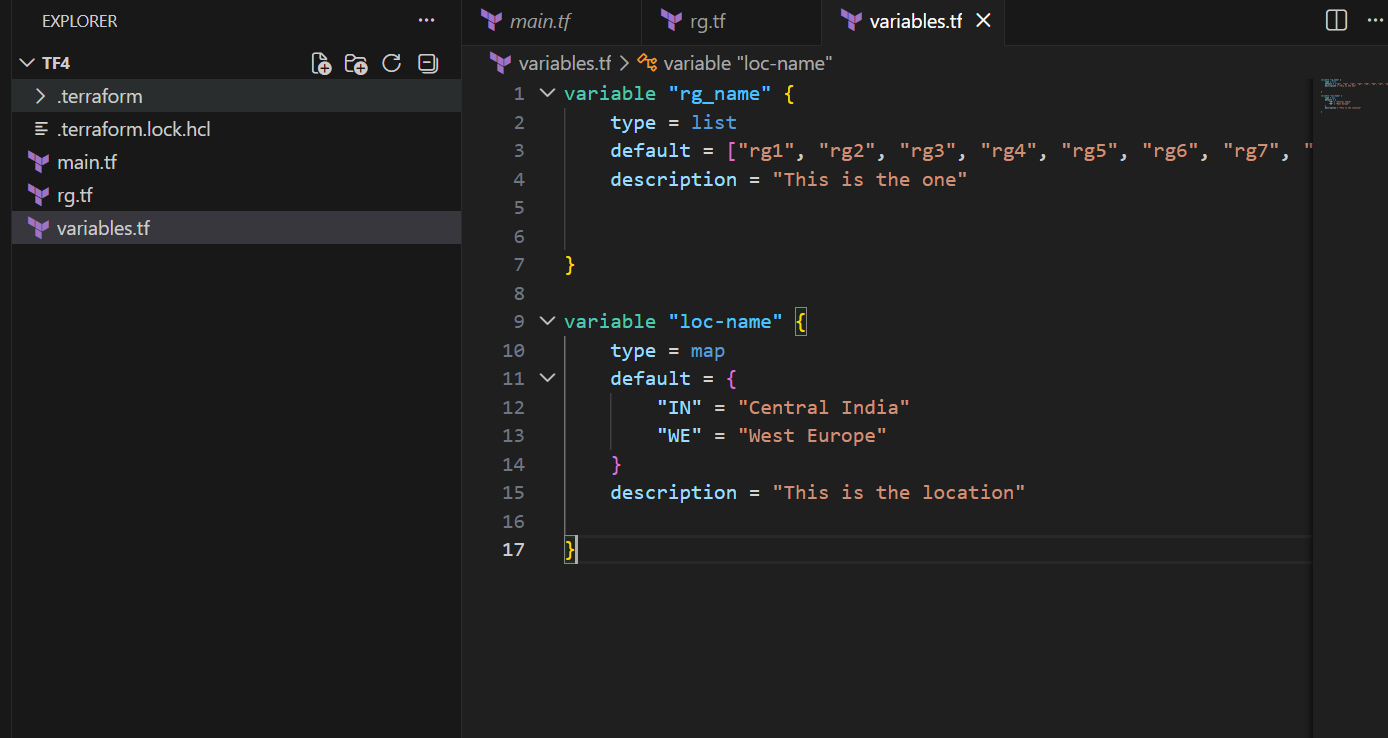 EXPLORER
TF4
.terraform
.terraform.lock.hcl
main.tf
rg.tf
variables.tf
main.tf
rg.tf
variables.tf
variables.tf > variable "loc-name"
1 variable "rg_name" {
2 type = list
3 default = ["rg1", "rg2", "rg3", "rg4", "rg5", "rg6", "rg7", "
4 description = "This is the one"
5
6
7 }
8
9 variable "loc-name" {
10 type = map
11 default = {
12 "IN" = "Central India"
13 "WE" = "West Europe"
14 }
15 description = "This is the location"
16
17 }